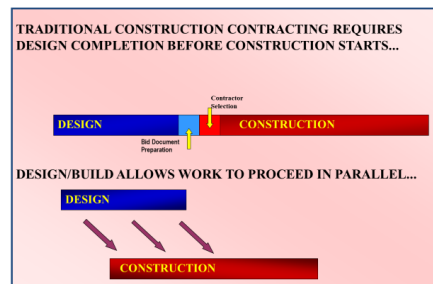 TRADITIONAL CONSTRUCTION CONTRACTING REQUIRES
DESIGN COMPLETION BEFORE CONSTRUCTION STARTS...
Contractor
Selection
DESIGN
CONSTRUCTION
Bid Document
Preparation
DESIGN/BUILD ALLOWS WORK TO PROCEED IN PARALLEL...
DESIGN
CONSTRUCTION